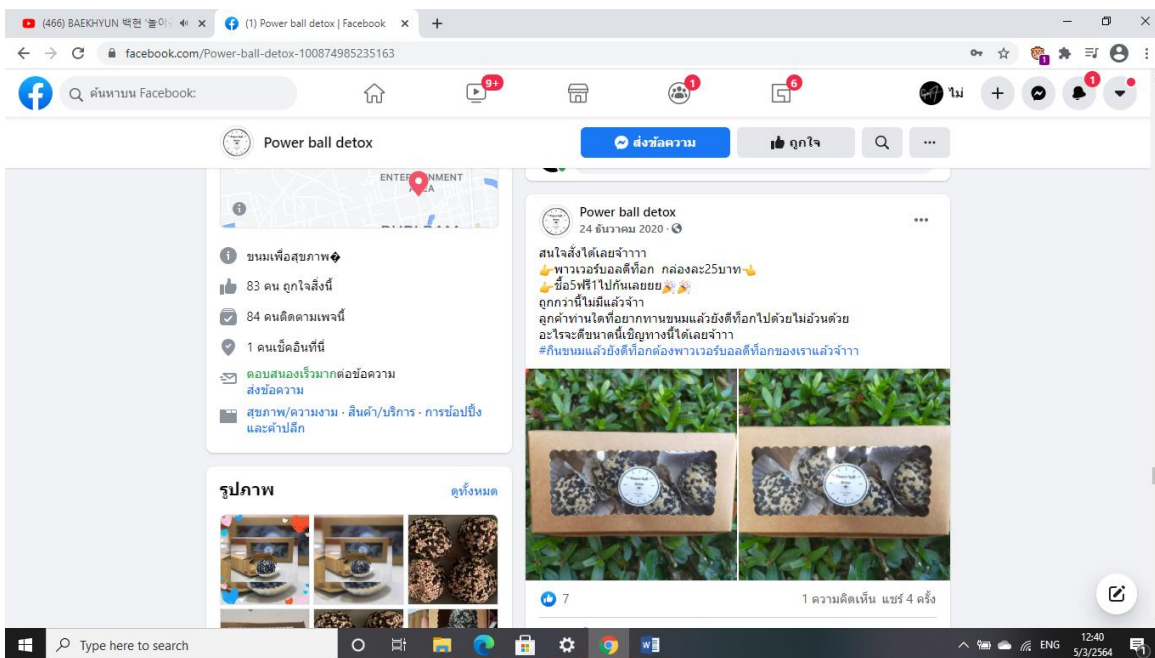 (466) BAEKHYUN 백현 '놀이
(1) Power ball detox | Facebook
facebook.com/Power-ball-detox-100874985235163
ค้นหาบน Facebook:
9+
1
6
ไม่
1
Power ball detox
ส่งข้อความ
ถูกใจ
ENTERTAINMENT
AREA
BURI RAM
ขนมเพื่อสุขภาพ�
83 คน ถูกใจสิ่งนี้
84 คนติดตามเพจนี้
1 คนเช็คอินที่นี่
ตอบสนองเร็วมากต่อข้อความ
ส่งข้อความ
สุขภาพ/ความงาม · สินค้า/บริการ · การช้อปปิ้ง
และค้าปลีก
รูปภาพ
ดูทั้งหมด
Power ball detox
24 ธันวาคม 2020 ·
สนใจสั่งได้เลยจ้าาาา
👉พาวเวอร์บอลดีท็อก กล่องละ25บาท👈
👉ซื้อ5ฟรี1ไปกันเลยยย🎉🎉
ถูกกว่านี้ไม่มีแล้วจ้าา
ลูกค้าท่านใดที่อยากทานขนมแล้วยังดีท็อกไปด้วยไม่อ้วนด้วย
อะไรจะดีขนาดนี้เชิญทางนี้ได้เลยจ้าาา
#กินขนมแล้วยังดีท็อกต้องพาวเวอร์บอลดีท็อกของเราแล้วจ้าาา
Power ball
Power ball
7
1 ความคิดเห็น แชร์ 4 ครั้ง
Type here to search
ENG
12:40
5/3/2564